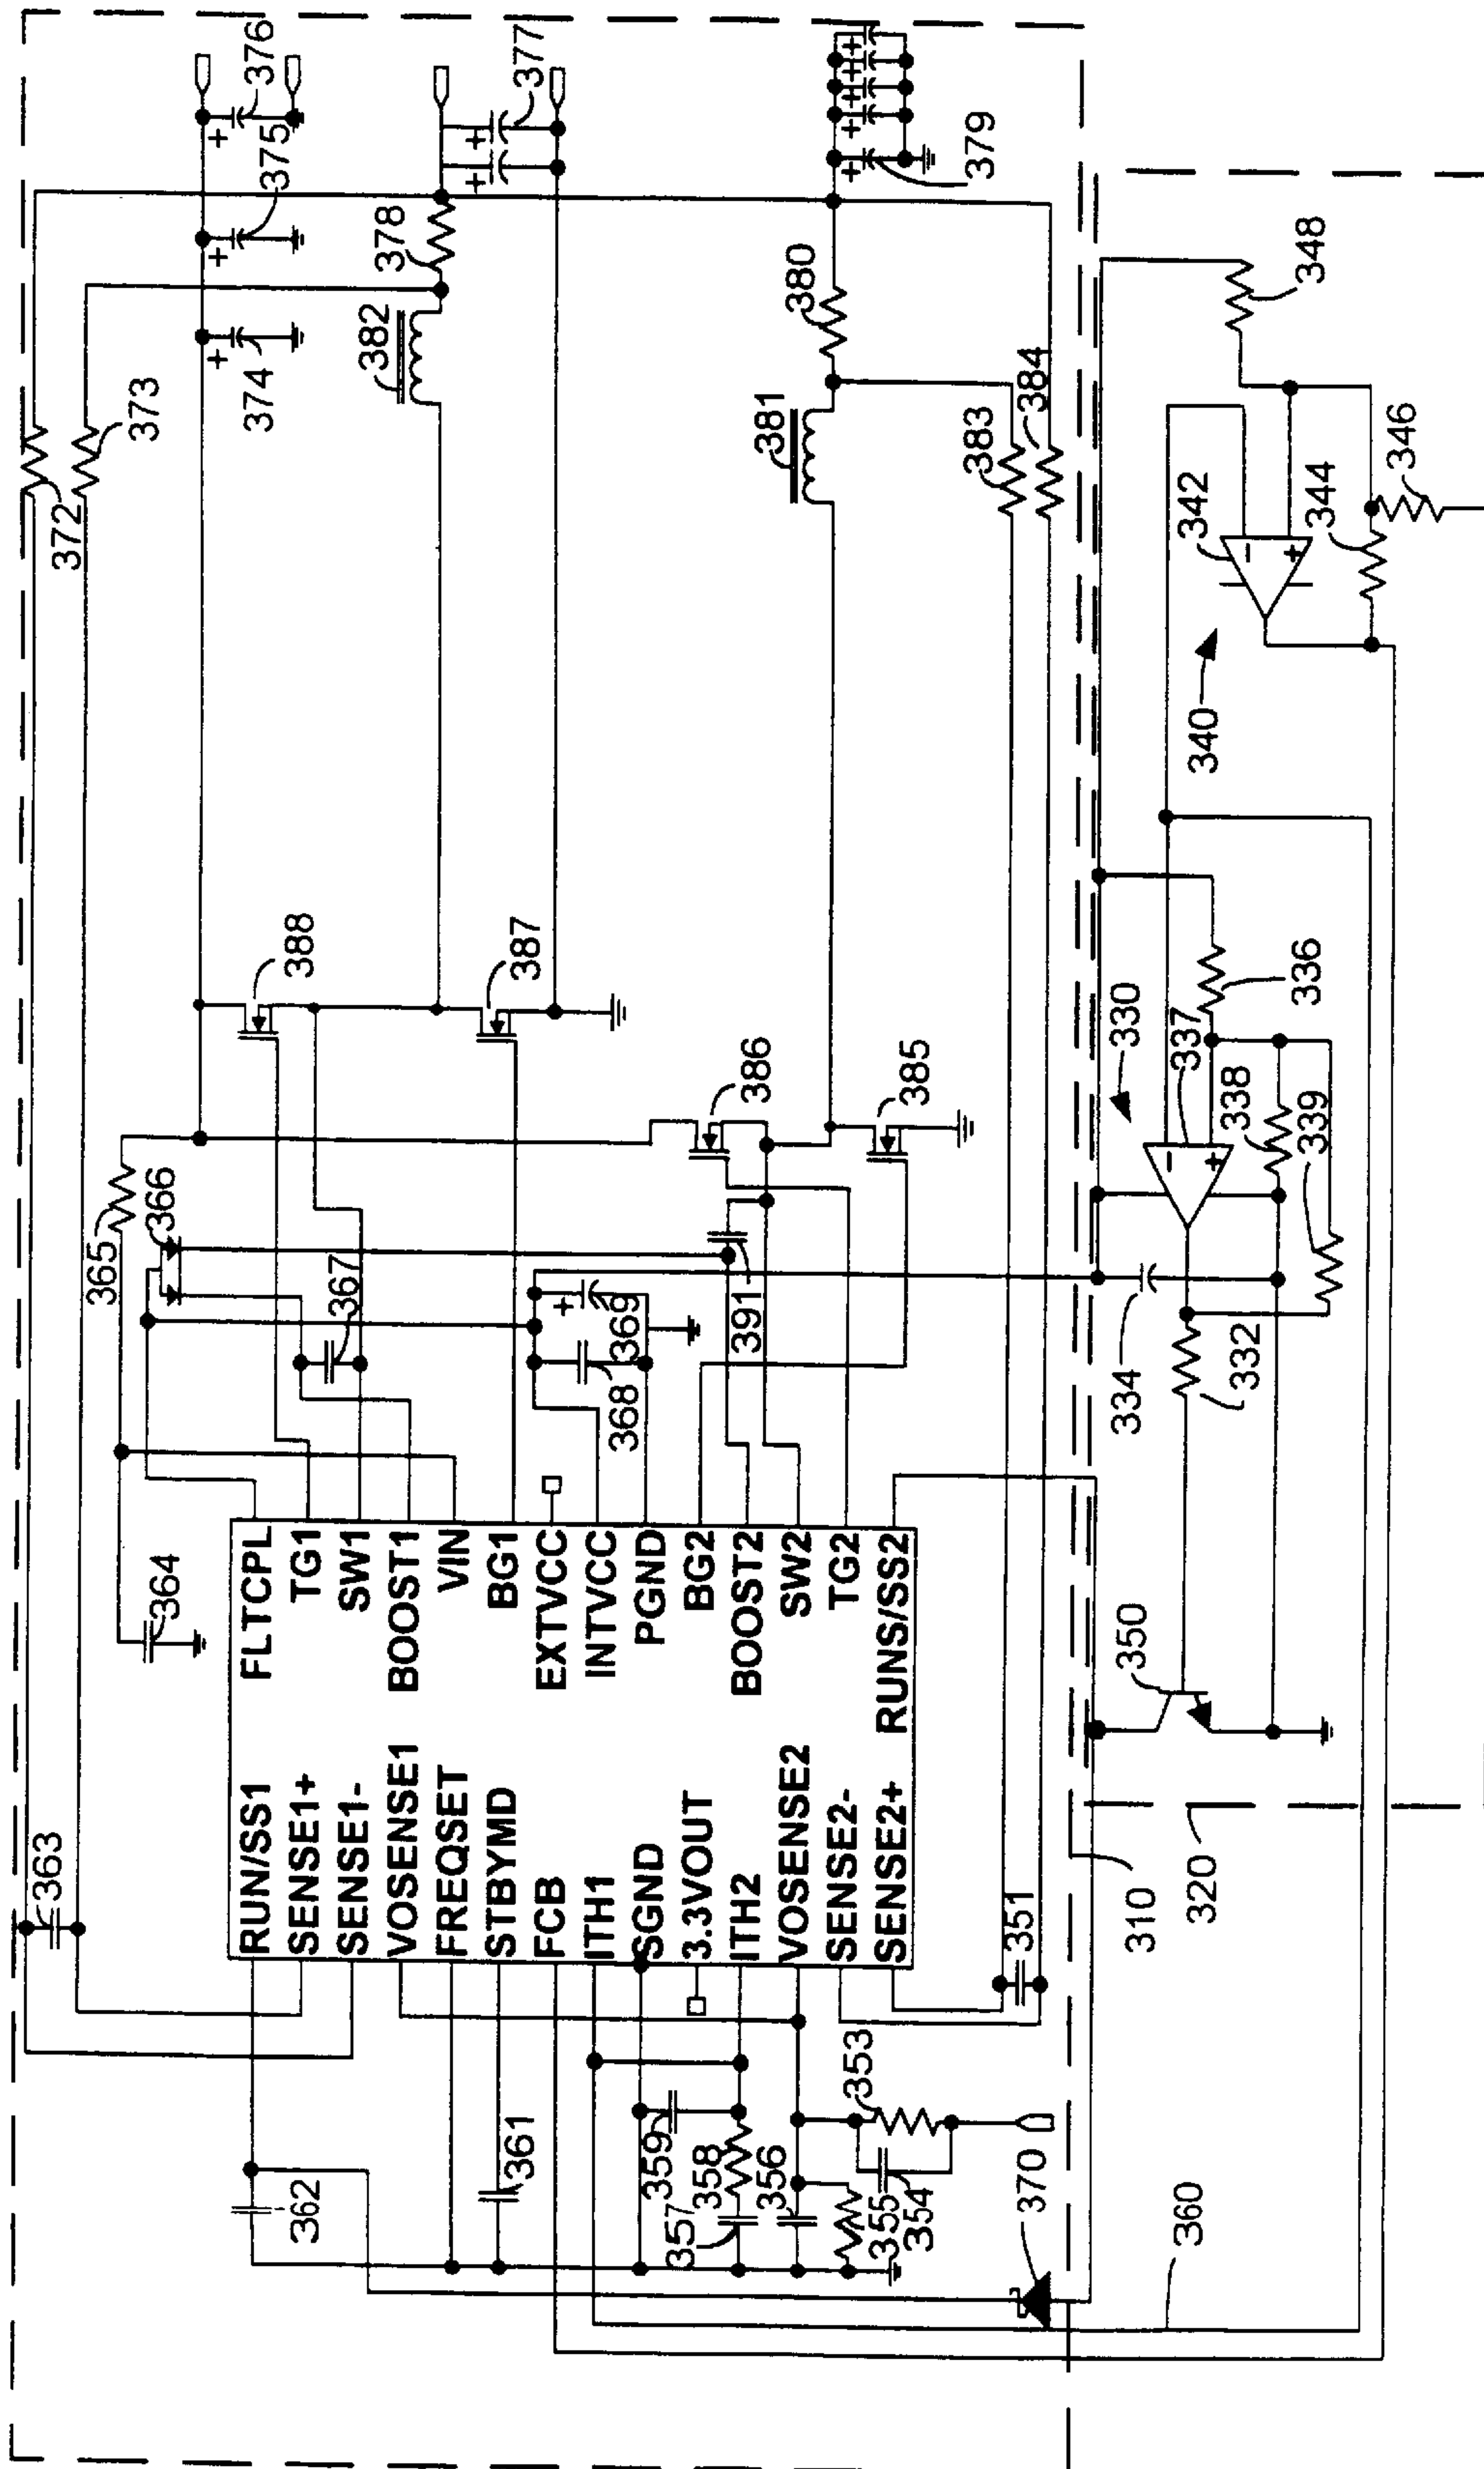 376
375
377
379
378
374
382
380
381
383
384
372
373
348
346
344
342
340
388
387
386
385
336
337
330
338
339
365
366
367
369
368
391
334
332
364
350
FLTCPL
TG1
SW1
BOOST1
VIN
BG1
EXTVCC
INTVCC
PGND
BG2
BOOST2
SW2
TG2
RUNS/SS2
RUN/SS1
SENSE1+
SENSE1-
VOSENSE1
FREQSET
STBYMD
FCB
ITH1
SGND
3.3VOUT
ITH2
VOSENSE2
SENSE2-
SENSE2+
363
351
310
320
362
361
359
358
357
356
355
354
353
370
360